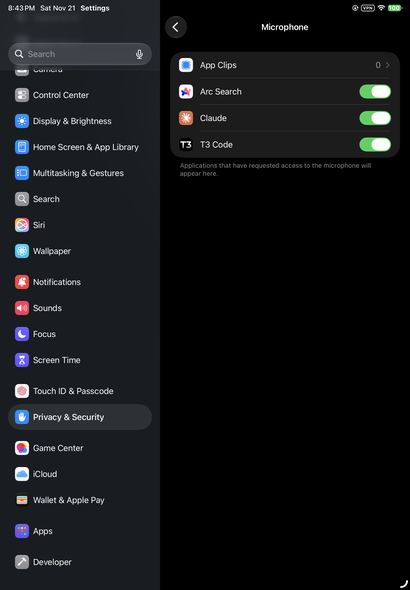 8:43 PM Sat Nov 21 Settings
VPN 100
Search
Camera
Control Center
Display & Brightness
Home Screen & App Library
Multitasking & Gestures
Search
Siri
Wallpaper
Notifications
Sounds
Focus
Screen Time
Touch ID & Passcode
Privacy & Security
Game Center
iCloud
Wallet & Apple Pay
Apps
Developer
Microphone
App Clips 0
Arc Search
Claude
T3 T3 Code
Applications that have requested access to the microphone will
appear here.